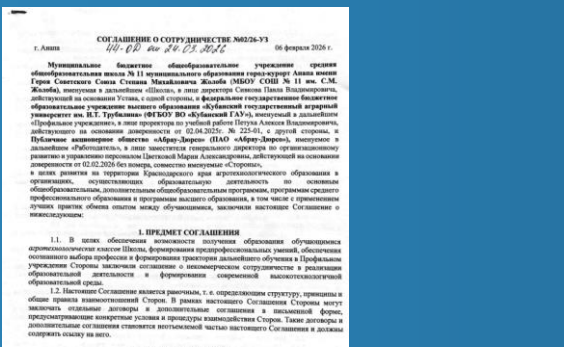 СОГЛАШЕНИЕ О СОТРУДНИЧЕСТВЕ №02/26-УЗ
г. Анапа 44-ОД от 24.03.2026 06 февраля 2026 г.
Муниципальное бюджетное общеобразовательное учреждение средняя
общеобразовательная школа № 11 муниципального образования город-курорт Анапа имени
Героя Советского Союза Степана Михайловича Жолоба (МБОУ СОШ № 11 им. С.М.
Жолоба), именуемая в дальнейшем «Школа», в лице директора Сивкова Павла Владимировича,
действующей на основании Устава, с одной стороны, и федеральное государственное бюджетное
образовательное учреждение высшего образования «Кубанский государственный аграрный
университет им. И.Т. Трубилина» (ФГБОУ ВО «Кубанский ГАУ»), именуемый в дальнейшем
«Профильное учреждение», в лице проректора по учебной работе Петуха Алексея Владимировича,
действующего на основании доверенности от 02.04.2025г. № 225-01, с другой стороны, и
Публичное акционерное общество «Абрау-Дюрсо» (ПАО «Абрау-Дюрсо»), именуемое в
дальнейшем «Работодатель», в лице заместителя генерального директора по организационному
развитию и управлению персоналом Цветковой Марии Александровны, действующей на основании
доверенности от 02.02.2026 без номера, совместно именуемые «Стороны»,
в целях развития на территории Краснодарского края агротехнологического образования в
организациях, осуществляющих образовательную деятельность по основным
общеобразовательным, дополнительным общеобразовательным программам, программам среднего
профессионального образования и программам высшего образования, в том числе с применением
лучших практик обмена опытом между обучающимися, заключили настоящее Соглашение о
нижеследующем:
1. ПРЕДМЕТ СОГЛАШЕНИЯ
1.1. В целях обеспечения возможности получения образования обучающимися
агротехнологических классов Школы, формирования предпрофессиональных умений, обеспечения
осознанного выбора профессии и формирования траектории дальнейшего обучения в Профильном
учреждении Стороны заключили соглашение о некоммерческом сотрудничестве в реализации
образовательной деятельности и формирования современной высокотехнологичной
образовательной среды.
1.2. Настоящее Соглашение является рамочным, т. е. определяющим структуру, принципы и
общие правила взаимоотношений Сторон. В рамках настоящего Соглашения Стороны могут
заключать отдельные договоры и дополнительные соглашения в письменной форме,
предусматривающие конкретные условия и процедуры взаимодействия Сторон. Такие договоры и
дополнительные соглашения становятся неотъемлемой частью настоящего Соглашения и должны
содержать ссылку на него.